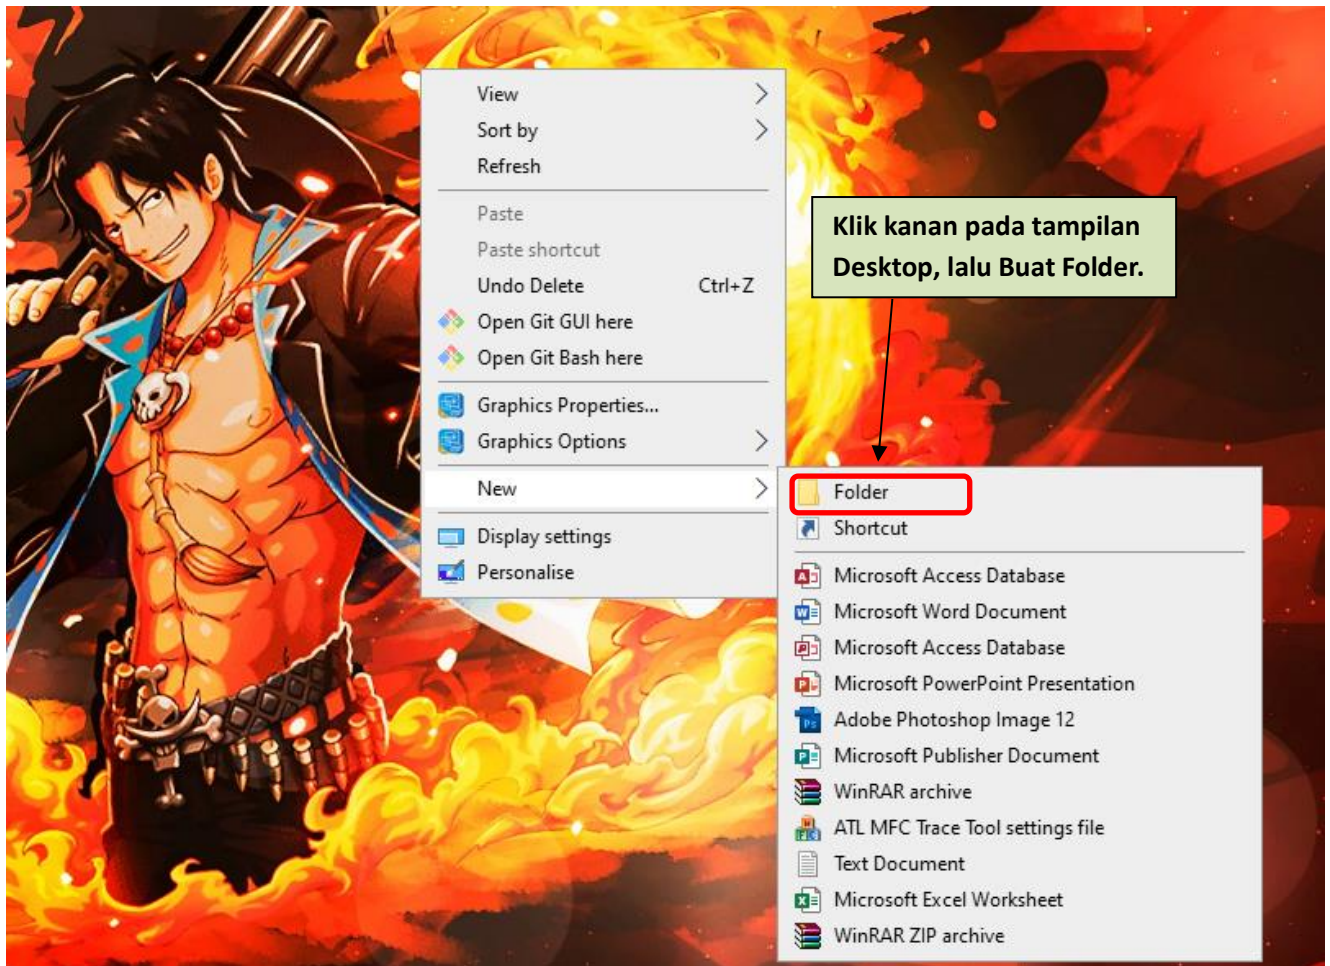 View
Sort by
Refresh
Paste
Paste shortcut
Undo Delete Ctrl+Z
Open Git GUI here
Open Git Bash here
Graphics Properties...
Graphics Options
New
Display settings
Personalise
Klik kanan pada tampilan
Desktop, lalu Buat Folder.
Folder
Shortcut
Microsoft Access Database
Microsoft Word Document
Microsoft Access Database
Microsoft PowerPoint Presentation
Adobe Photoshop Image 12
Microsoft Publisher Document
WinRAR archive
ATL MFC Trace Tool settings file
Text Document
Microsoft Excel Worksheet
WinRAR ZIP archive